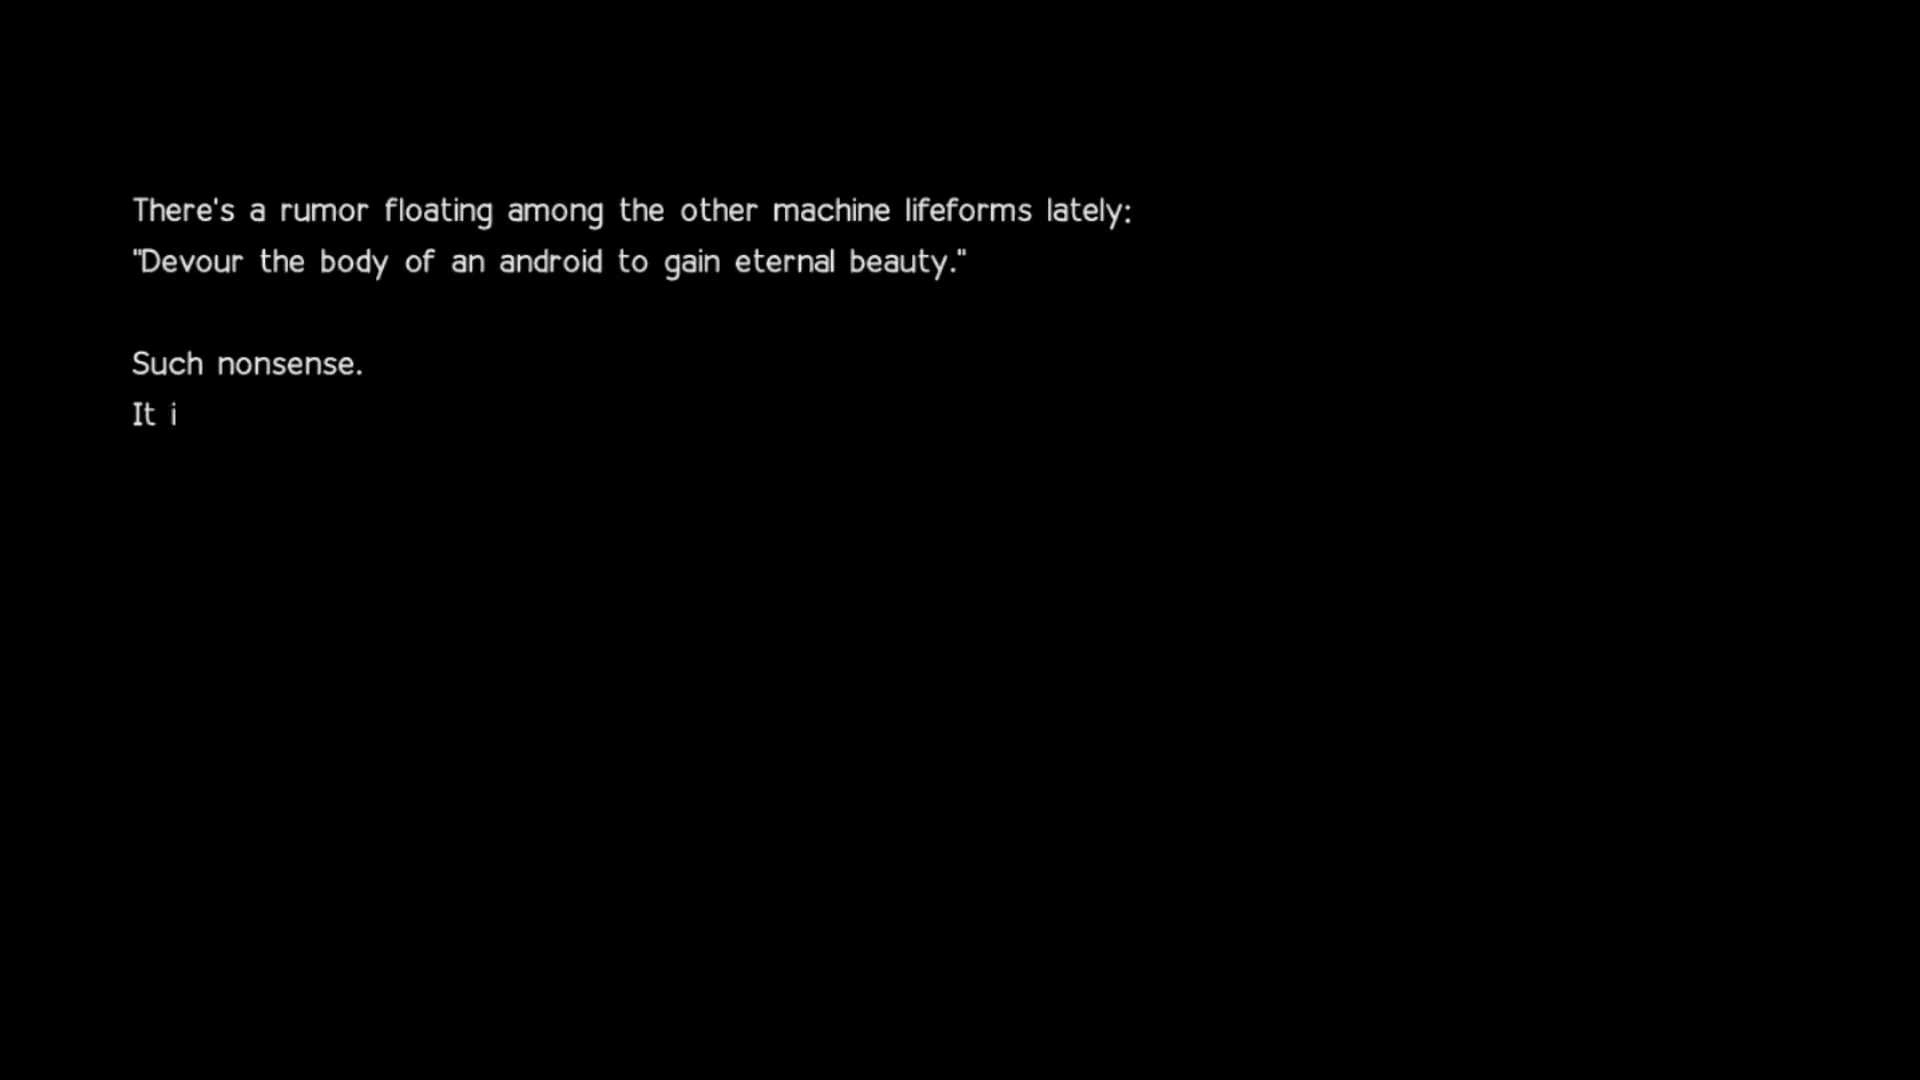 There's a rumor floating among the other machine lifeforms lately:
"Devour the body of an android to gain eternal beauty."
Such nonsense.
It i